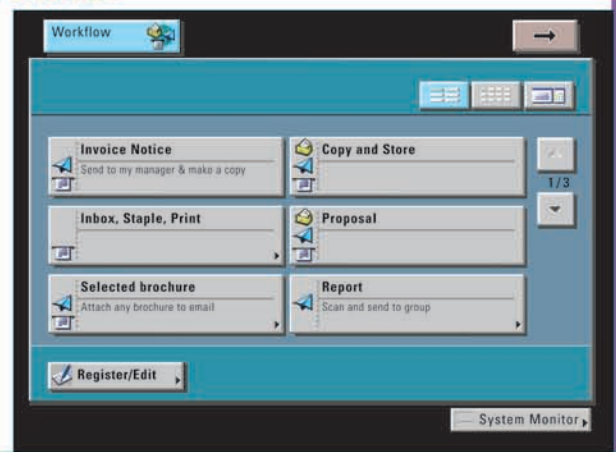 Workflow
Invoice Notice
Send to my manager & make a copy
Copy and Store
1/3
Inbox, Staple, Print
Proposal
Selected brochure
Attach any brochure to email
Report
Scan and send to group
Register/Edit
System Monitor